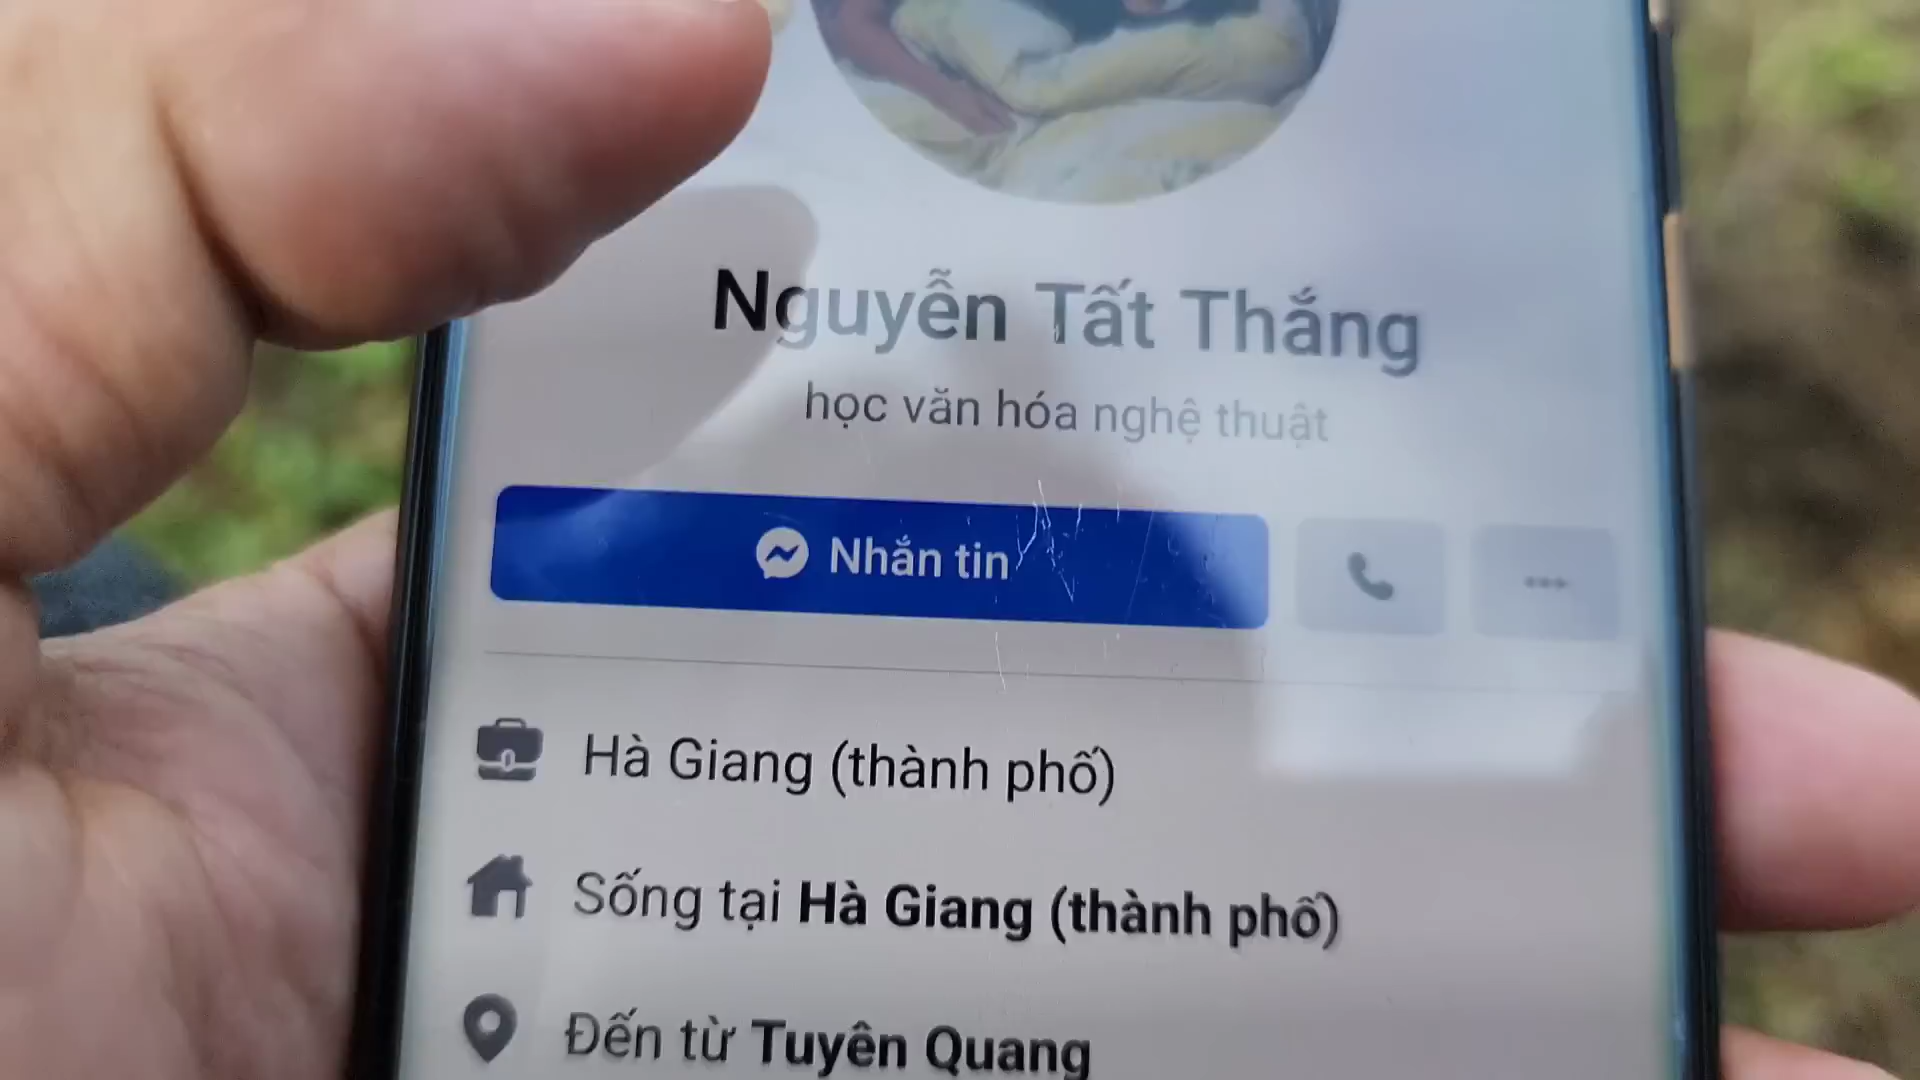 Nguyễn Tất Thắng
học văn hóa nghệ thuật
Nhắn tin
Hà Giang (thành phố)
Sống tại Hà Giang (thành phố)
Đến từ Tuyên Quang